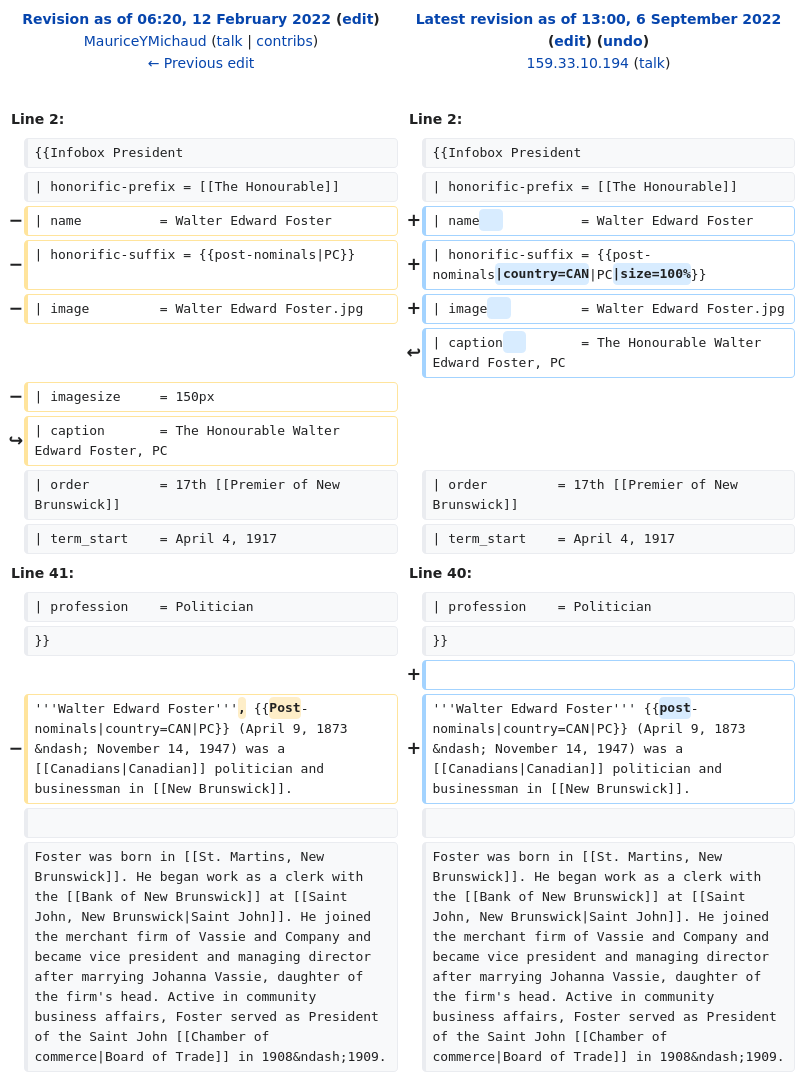 Revision as of 06:20, 12 February 2022 (edit)
MauriceYMichaud (talk | contribs)
← Previous edit
Latest revision as of 13:00, 6 September 2022
(edit) (undo)
159.33.10.194 (talk)
Line 2:
Line 2:
{{Infobox President
{{Infobox President
| honorific-prefix = [[The Honourable]]
| honorific-prefix = [[The Honourable]]
− | name          = Walter Edward Foster
+ | name             = Walter Edward Foster
− | honorific-suffix = {{post-nominals|PC}}
+ | honorific-suffix = {{post-
nominals|country=CAN|PC|size=100%}}
− | image         = Walter Edward Foster.jpg
+ | image            = Walter Edward Foster.jpg
↩ | caption          = The Honourable Walter
Edward Foster, PC
− | imagesize     = 150px
↪ | caption       = The Honourable Walter
Edward Foster, PC
| order          = 17th [[Premier of New
Brunswick]]
| order          = 17th [[Premier of New
Brunswick]]
| term_start    = April 4, 1917
| term_start    = April 4, 1917
Line 41:
Line 40:
| profession    = Politician
| profession    = Politician
}}
}}
+
− '''Walter Edward Foster''', {{Post-
nominals|country=CAN|PC}} (April 9, 1873
&ndash; November 14, 1947) was a
[[Canadians|Canadian]] politician and
businessman in [[New Brunswick]].
+ '''Walter Edward Foster''' {{post-
nominals|country=CAN|PC}} (April 9, 1873
&ndash; November 14, 1947) was a
[[Canadians|Canadian]] politician and
businessman in [[New Brunswick]].
Foster was born in [[St. Martins, New
Brunswick]]. He began work as a clerk with
the [[Bank of New Brunswick]] at [[Saint
John, New Brunswick|Saint John]]. He joined
the merchant firm of Vassie and Company and
became vice president and managing director
after marrying Johanna Vassie, daughter of
the firm's head. Active in community
business affairs, Foster served as President
of the Saint John [[Chamber of
commerce|Board of Trade]] in 1908&ndash;1909.
Foster was born in [[St. Martins, New
Brunswick]]. He began work as a clerk with
the [[Bank of New Brunswick]] at [[Saint
John, New Brunswick|Saint John]]. He joined
the merchant firm of Vassie and Company and
became vice president and managing director
after marrying Johanna Vassie, daughter of
the firm's head. Active in community
business affairs, Foster served as President
of the Saint John [[Chamber of
commerce|Board of Trade]] in 1908&ndash;1909.